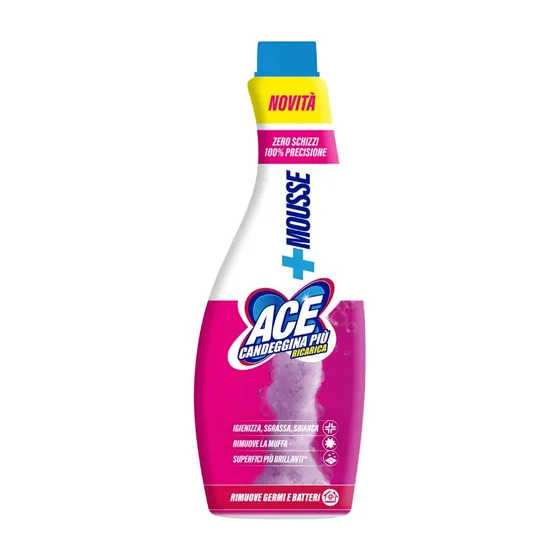 NOVITÀ
ZERO SCHIZZI
100% PRECISIONE
+MOUSSE
ACE
CANDEGGINA PIÙ
RICARICA
IGIENIZZA, SGRASSA, SBIANCA
RIMUOVE LA MUFFA
SUPERFICI PIÙ BRILLANTI*
RIMUOVE GERMI E BATTERI